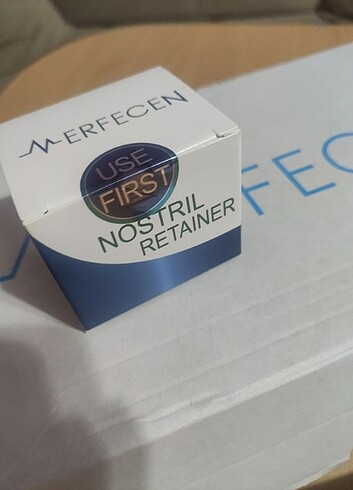 MERFECEN
USE
FIRST
NOSTRIL
RETAINER
FEC